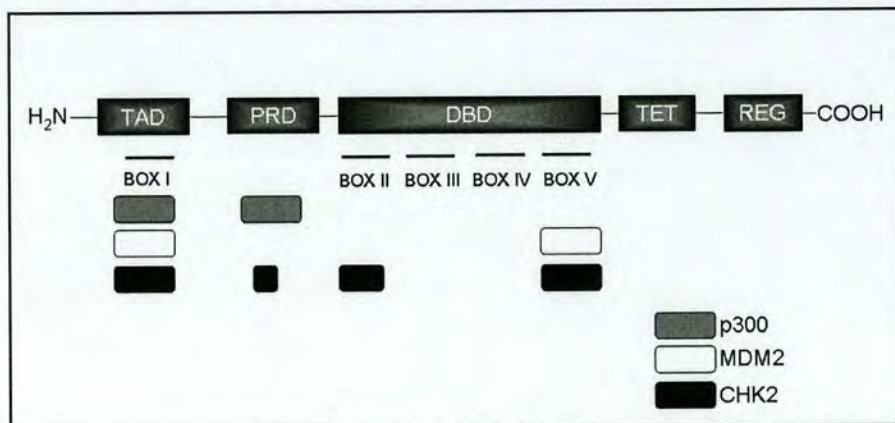 H₂N TAD PRD DBD TET REG COOH
BOX I BOX II BOX III BOX IV BOX V
p300
MDM2
CHK2